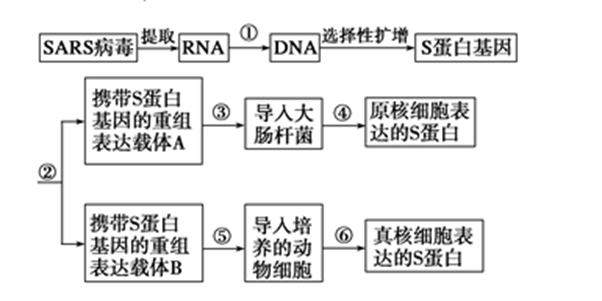 SARS病毒 提取 RNA ① DNA 选择性扩增 S蛋白基因
②
携带S蛋白
基因的重组
表达载体A
③
导入大
肠杆菌
④
原核细胞表
达的S蛋白
携带S蛋白
基因的重组
表达载体B
⑤
导入培
养的动
物细胞
⑥
真核细胞表
达的S蛋白